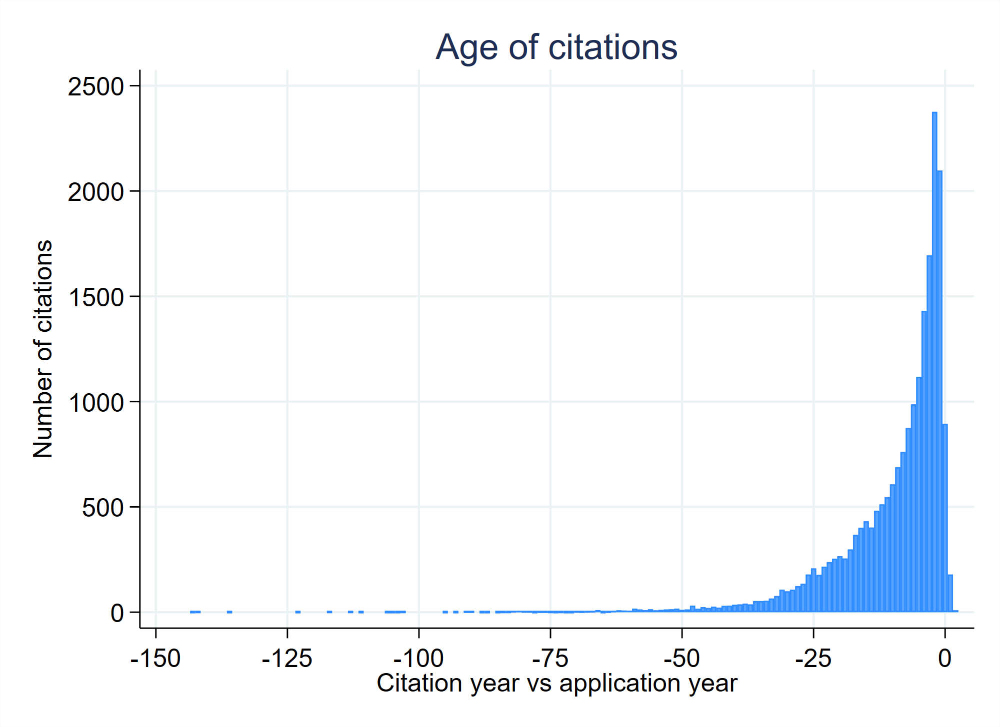 Age of citations
2500
2000
1500
1000
500
0
Number of citations
-150 -125 -100 -75 -50 -25 0
Citation year vs application year